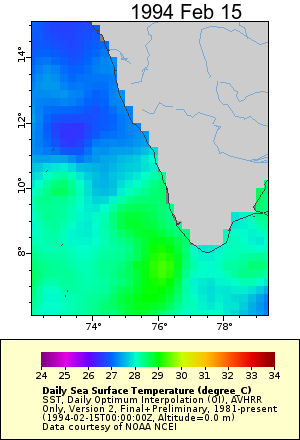 1994 Feb 15
14°
12°
10°
8°
74° 76° 78°
24 25 26 27 28 29 30 31 32 33 34
Daily Sea Surface Temperature (degree_C)
SST, Daily Optimum Interpolation (OI), AVHRR
Only, Version 2, Final+Preliminary, 1981-present
(1994-02-15T00:00:00Z, Altitude=0.0 m)
Data courtesy of NOAA NCEI